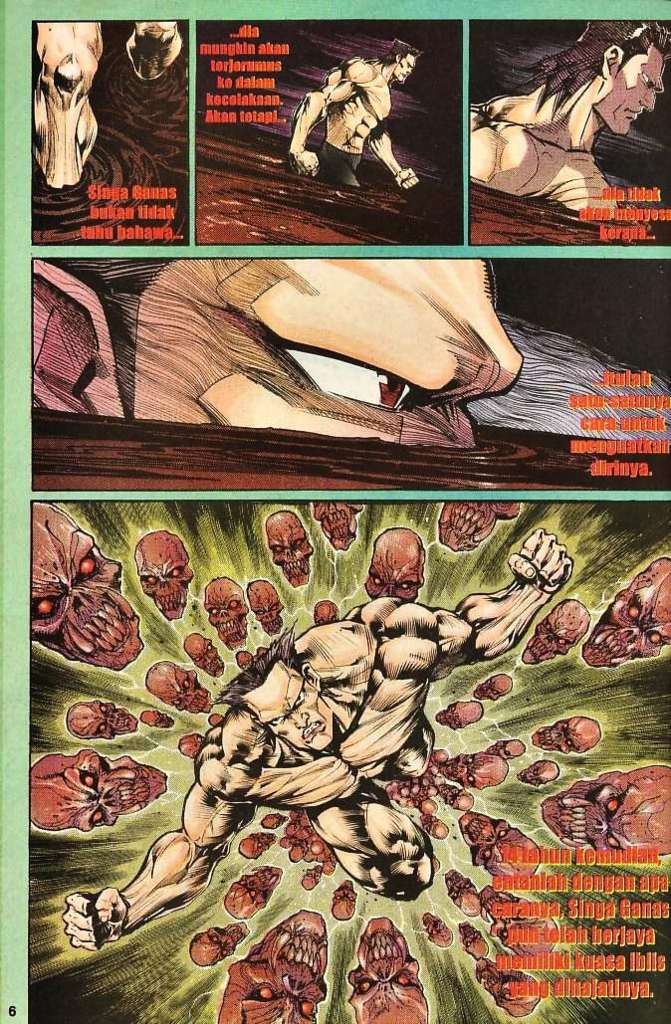 Singa Ganas
bukan tidak
tahu bahawa...
...dia
mungkin akan
terjerumus
ke dalam
kecelakaan.
Akan tetapi...
...dia tidak
akan menyesal
kerana...
...itulah
satu-satunya
cara untuk
menguatkan
dirinya.
14 tahun kemudian,
entahlah dengan apa
caranya, Singa Ganas
pun telah berjaya
memiliki kuasa Iblis
yang dihajatinya.
6